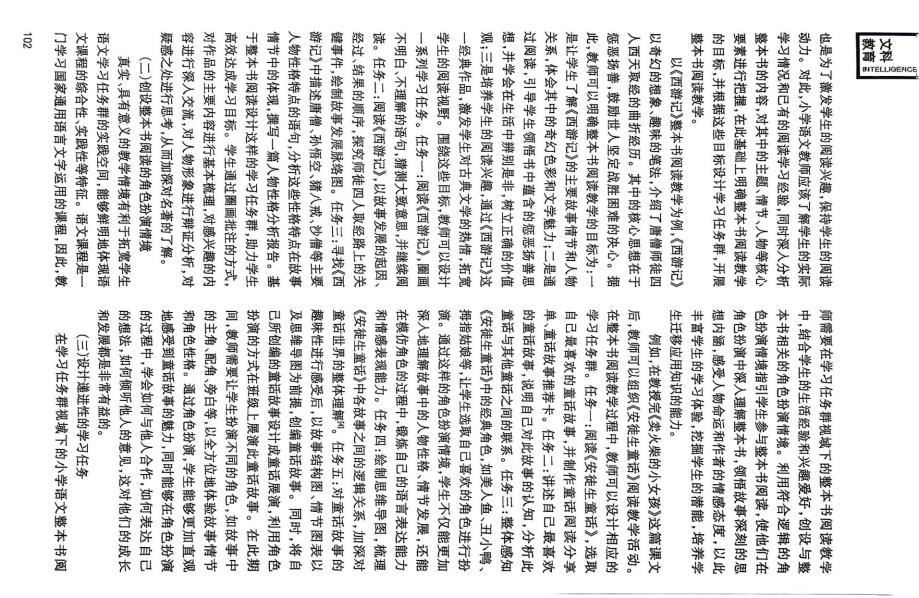 文科
教育
INTELLIGENCE
也是为了激发学生的阅读兴趣,保持学生的阅读
动力。对此,小学语文教师应该了解学生的实际
学习情况和已有的阅读学习经验,同时深入分析
整本书的内容,对其中的主题、情节、人物等核心
要素进行把握,在此基础上明确整本书阅读教学
的目标,并根据这些目标设计学习任务群,开展
整本书阅读教学。
以《西游记》整本书阅读教学为例,《西游记》
以奇幻的想象、趣味的笔法,介绍了唐僧师徒四
人西天取经的曲折经历。其中的核心思想在于
惩恶扬善,鼓励世人坚定战胜困难的决心。据
此,教师可以明确整本书阅读教学的目标为:一
是让学生了解《西游记》的主要故事情节和人物
关系,体会其中的奇幻色彩和文学魅力;二是通
过阅读,引导学生领悟书中蕴含的惩恶扬善思
想,并学会在生活中辨别是非,树立正确的价值
观;三是培养学生的阅读兴趣,通过《西游记》这
一经典作品,激发学生对古典文学的热情,拓宽
学生的阅读视野。围绕这些目标,教师可以设计
一系列学习任务。任务一:阅读《西游记》,圈画
不明白、不理解的语句,猜测大致意思,并继续阅
读。任务二:阅读《西游记》,以故事发展的起因、
经过、结果的顺序,探究师徒四人取经路上的关
键事件,绘制故事发展脉络图。任务三:寻找《西
游记》中描述唐僧、孙悟空、猪八戒、沙僧等主要
人物性格特点的语句,分析这些性格特点在故事
情节中的体现,撰写一篇人物性格分析报告。基
于整本书阅读设计这样的学习任务群,助力学生
高效达成学习目标。学生通过圈画批注的方式,
对作品的主要内容进行基本梳理,对感兴趣的内
容进行深入交流,对人物形象进行辩证分析,对
疑惑之处进行思考,从而加深对名著的了解。
(二)创设整本书阅读的角色扮演情境
真实、具有意义的教学情境有利于拓宽学生
语文学习任务群的实践空间,能够鲜明地体现语
文课程的综合性、实践性等特征。语文课程是一
门学习国家通用语言文字运用的课程,因此,教
师需要在学习任务群视域下的整本书阅读教学
中,结合学生的生活经验和兴趣爱好,创设与整
本书相关的角色扮演情境。利用符合逻辑的角
色扮演情境指引学生参与整本书阅读,使他们在
角色扮演中深入理解整本书,领悟故事深刻的思
想内涵,感受人物命运和作者的情感态度,以此
丰富学生的学习体验,挖掘学生的潜能,培养学
生迁移应用知识的能力。
例如,在教授完《卖火柴的小女孩》这篇课文
后,教师可以组织《安徒生童话》阅读教学活动。
在整本书阅读教学过程中,教师可以设计相应的
学习任务群。任务一:阅读《安徒生童话》,选取
自己最喜欢的童话故事,并制作童话阅读分享
单、童话故事推荐卡。任务二:讲述自己最喜欢
的童话故事,说明自己对此故事的认知,分析此
童话与其他童话之间的联系。任务三:整体感知
《安徒生童话》中的经典角色,如美人鱼、丑小鸭、
拇指姑娘等,让学生选取自己喜欢的角色进行扮
演。通过这样的角色扮演情境,学生不仅能更加
深入地理解故事中的人物性格、情节发展,还能
在模仿角色的过程中,锻炼自己的语言表达能力
和情感表现能力。任务四:绘制思维导图,梳理
《安徒生童话》中各故事之间的逻辑关系,加深对
童话世界的整体理解[4]。任务五:对童话故事的
趣味性进行感受后,以故事结构图、情节图表以
及思维导图为前提,创编童话故事。同时,将自
己所创编的童话故事设计成童话展演,利用角色
扮演的方式在班级上展演此童话故事。在此期
间,教师需要让学生扮演不同的角色,如故事中
的主角、配角、旁白等,以全方位地体验故事情节
和角色性格。通过角色扮演,学生能够更加直观
地感受到童话故事的魅力,同时能够在角色扮演
的过程中,学会如何与他人合作,如何表达自己
的想法,如何倾听他人的意见,这对他们的成长
和发展都是非常有益的。
(三)设计递进性的学习任务
在学习任务群视域下的小学语文整本书阅
102